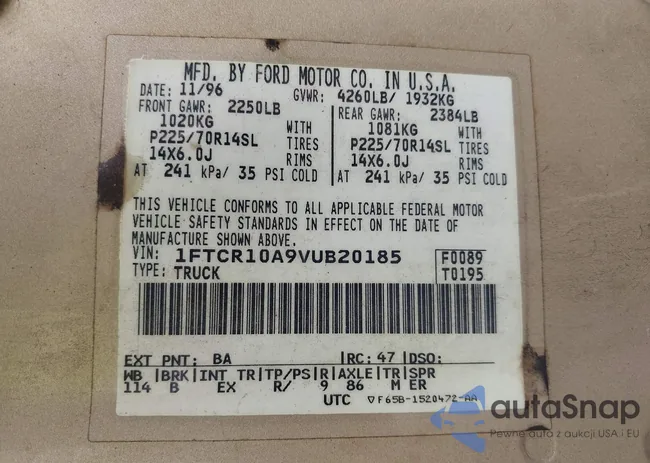 MFD. BY FORD MOTOR CO. IN U.S.A.
DATE: 11/96 GVWR: 4260LB/ 1932KG
FRONT GAWR: 2250LB REAR GAWR: 2384LB
1020KG WITH 1081KG WITH
P225/70R14SL TIRES P225/70R14SL TIRES
14X6.0J RIMS 14X6.0J RIMS
AT 241 kPa/ 35 PSI COLD AT 241 kPa/ 35 PSI COLD
THIS VEHICLE CONFORMS TO ALL APPLICABLE FEDERAL MOTOR
VEHICLE SAFETY STANDARDS IN EFFECT ON THE DATE OF
MANUFACTURE SHOWN ABOVE.
VIN: 1FTCR10A9VUB20185 F0089
TYPE: TRUCK T0195
EXT PNT: BA RC: 47 DSO:
WB BRK INT TR TP/PS R AXLE TR SPR
114 B EX R/ 9 86 M ER
UTC ▽F65B-1520472-AA
autaSnap
Pewne auto z aukcji USA i EU